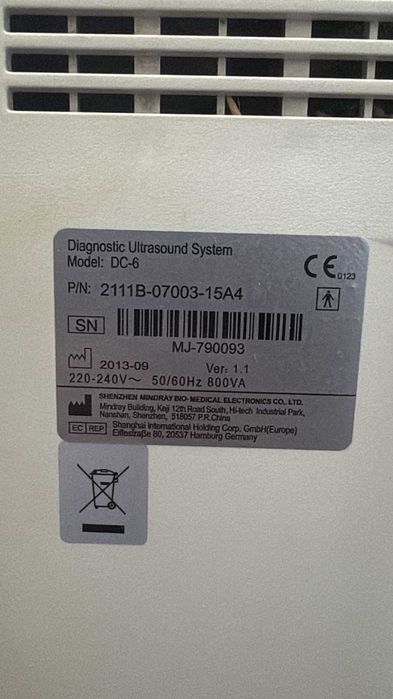 Diagnostic Ultrasound System
Model: DC-6
CE 0123
P/N: 2111B-07003-15A4
SN
MJ-790093
2013-09 Ver: 1.1
220-240V~ 50/60Hz 800VA
SHENZHEN MINDRAY BIO-MEDICAL ELECTRONICS CO., LTD.
Mindray Building, Keji 12th Road South, Hi-tech Industrial Park,
Nanshan, Shenzhen, 518057 P.R.China
EC REP Shanghai International Holding Corp. GmbH(Europe)
Eiffestraße 80, 20537 Hamburg Germany